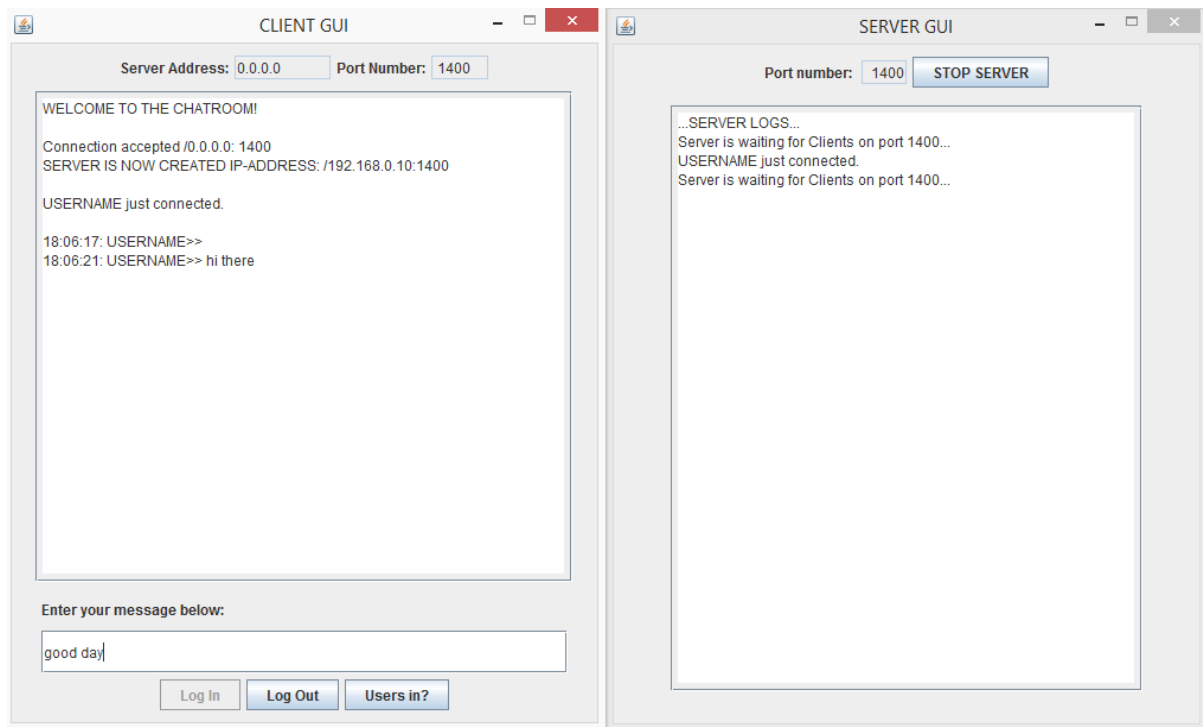 CLIENT GUI
Server Address: 0.0.0.0 Port Number: 1400
WELCOME TO THE CHATROOM!
Connection accepted /0.0.0.0: 1400
SERVER IS NOW CREATED IP-ADDRESS: /192.168.0.10:1400
USERNAME just connected.
18:06:17: USERNAME>>
18:06:21: USERNAME>> hi there
Enter your message below:
good day
Log In Log Out Users in?
SERVER GUI
Port number: 1400 STOP SERVER
...SERVER LOGS...
Server is waiting for Clients on port 1400...
USERNAME just connected.
Server is waiting for Clients on port 1400...